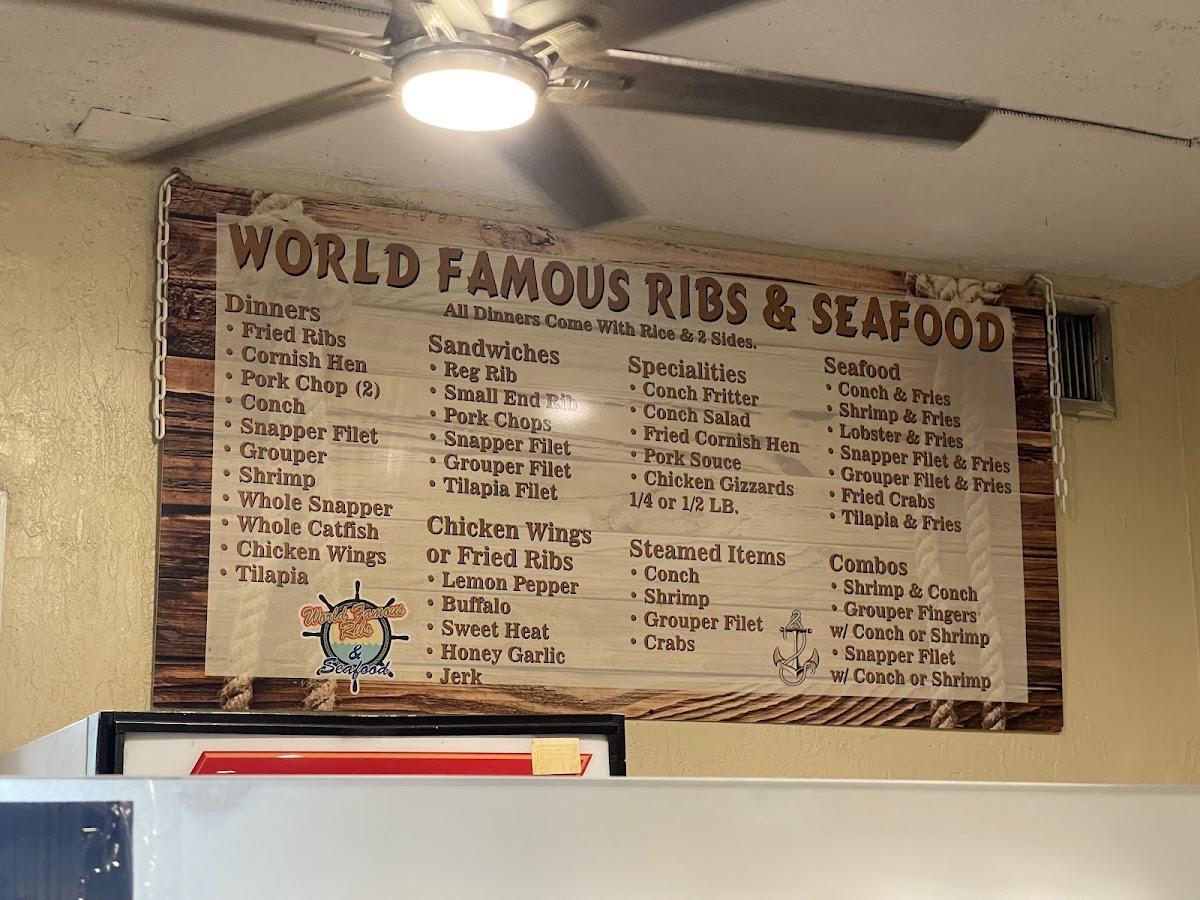 WORLD FAMOUS RIBS & SEAFOOD
All Dinners Come With Rice & 2 Sides.
Dinners
• Fried Ribs
• Cornish Hen
• Pork Chop (2)
• Conch
• Snapper Filet
• Grouper
• Shrimp
• Whole Snapper
• Whole Catfish
• Chicken Wings
• Tilapia
World Famous
Ribs
&
Seafood
Sandwiches
• Reg Rib
• Small End Rib
• Pork Chops
• Snapper Filet
• Grouper Filet
• Tilapia Filet
Chicken Wings
or Fried Ribs
• Lemon Pepper
• Buffalo
• Sweet Heat
• Honey Garlic
• Jerk
Specialities
• Conch Fritter
• Conch Salad
• Fried Cornish Hen
• Pork Souce
• Chicken Gizzards
1/4 or 1/2 LB.
Steamed Items
• Conch
• Shrimp
• Grouper Filet
• Crabs
Seafood
• Conch & Fries
• Shrimp & Fries
• Lobster & Fries
• Snapper Filet & Fries
• Grouper Filet & Fries
• Fried Crabs
• Tilapia & Fries
Combos
• Shrimp & Conch
• Grouper Fingers
w/ Conch or Shrimp
• Snapper Filet
w/ Conch or Shrimp